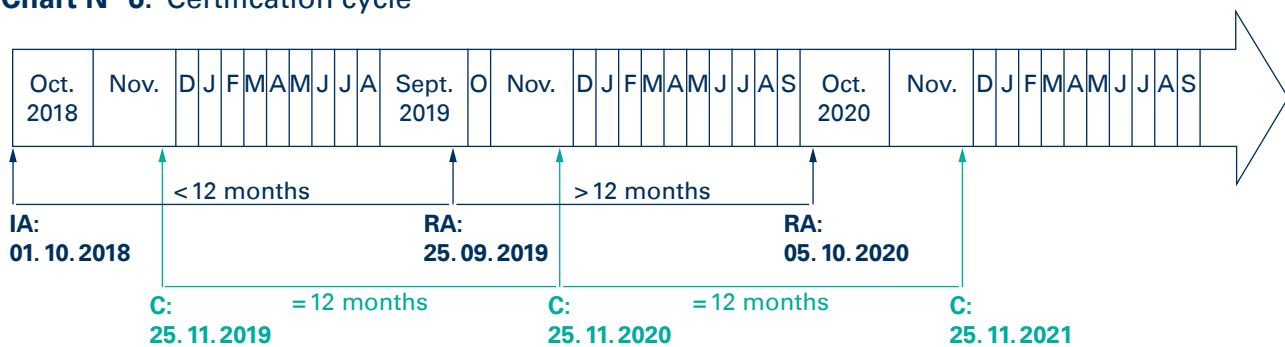 Chart N° 6: Certification cycle
Oct. Nov. D J F M A M J J A Sept. O Nov. D J F M A M J J A S Oct. Nov. D J F M A M J J A S
2018 2019 2020
< 12 months > 12 months
IA: RA: RA:
01.10.2018 25.09.2019 05.10.2020
C: = 12 months C: = 12 months C:
25.11.2019 25.11.2020 25.11.2021